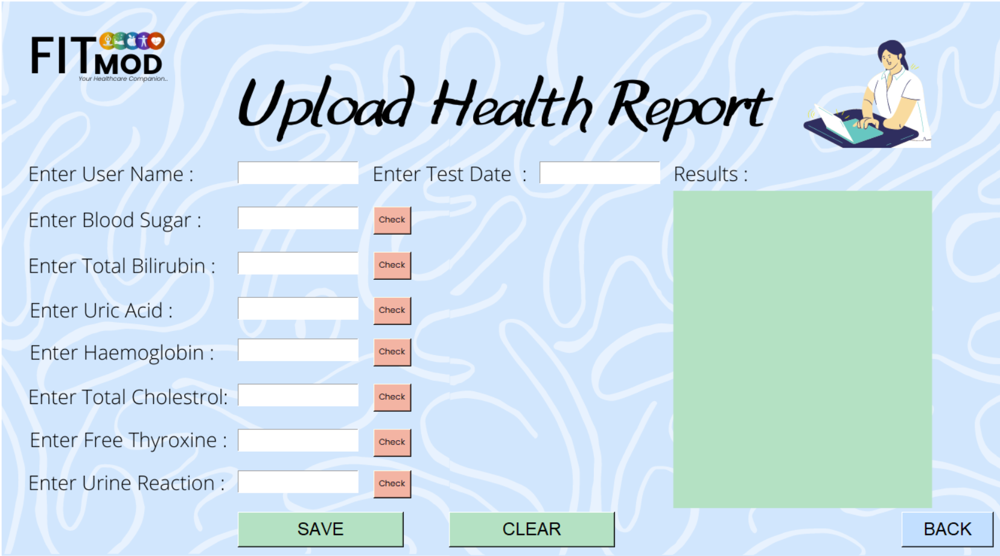 FIT MOD
Your Healthcare Companion...
Upload Health Report
Enter User Name :
Enter Test Date :
Results :
Enter Blood Sugar :
Check
Enter Total Bilirubin :
Check
Enter Uric Acid :
Check
Enter Haemoglobin :
Check
Enter Total Cholestrol:
Check
Enter Free Thyroxine :
Check
Enter Urine Reaction :
Check
SAVE
CLEAR
BACK